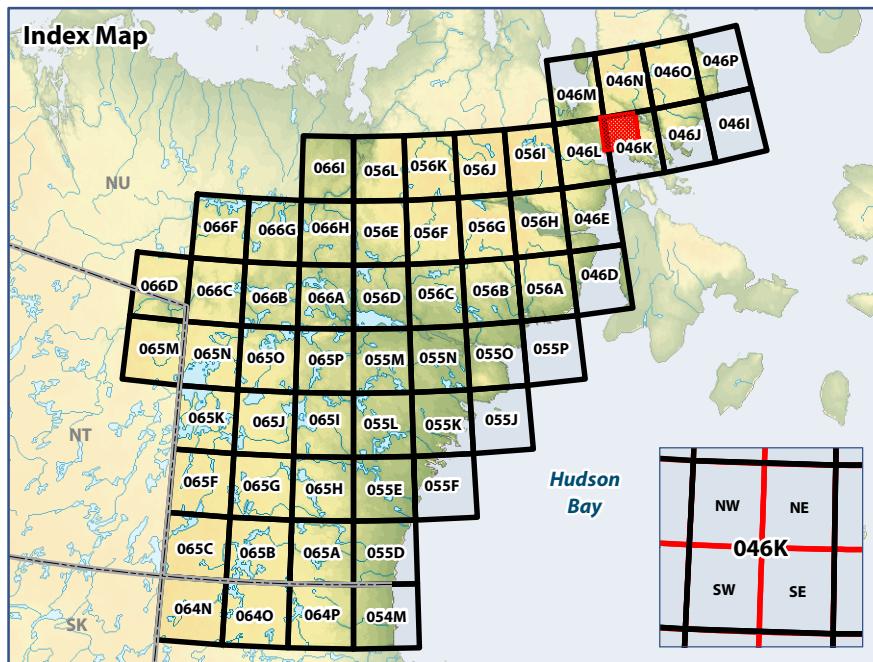 Index Map
046M 046N 046O 046P
066I 056L 056K 056J 056I 046L 046K 046J 046I
NU
066F 066G 066H 056E 056F 056G 056H 046E
066D 066C 066B 066A 056D 056C 056B 056A 046D
065M 065N 065O 065P 055M 055N 055O 055P
065K 065J 065I 055L 055K 055J
NT
065F 065G 065H 055E 055F
Hudson
Bay
065C 065B 065A 055D
064N 064O 064P 054M
SK
NW NE
046K
SW SE